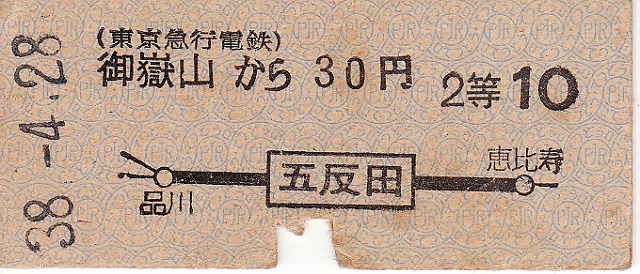 38 -4.28
(東京急行電鉄)
御嶽山 から 30円
2等 10
品川 五反田 恵比寿